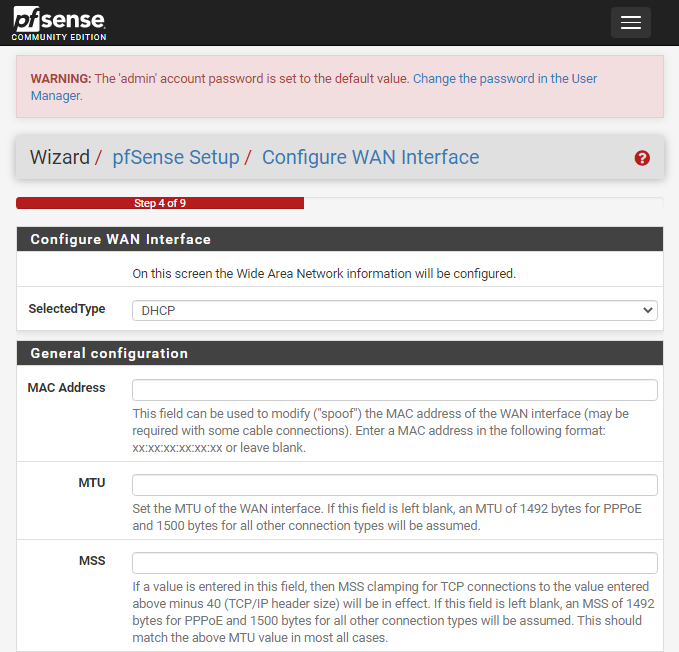 pfsense
COMMUNITY EDITION
WARNING: The 'admin' account password is set to the default value. Change the password in the User
Manager.
Wizard / pfSense Setup / Configure WAN Interface
Step 4 of 9
Configure WAN Interface
On this screen the Wide Area Network information will be configured.
SelectedType
DHCP
General configuration
MAC Address
This field can be used to modify ("spoof") the MAC address of the WAN interface (may be
required with some cable connections). Enter a MAC address in the following format:
xx:xx:xx:xx:xx:xx or leave blank.
MTU
Set the MTU of the WAN interface. If this field is left blank, an MTU of 1492 bytes for PPPoE
and 1500 bytes for all other connection types will be assumed.
MSS
If a value is entered in this field, then MSS clamping for TCP connections to the value entered
above minus 40 (TCP/IP header size) will be in effect. If this field is left blank, an MSS of 1492
bytes for PPPoE and 1500 bytes for all other connection types will be assumed. This should
match the above MTU value in most all cases.